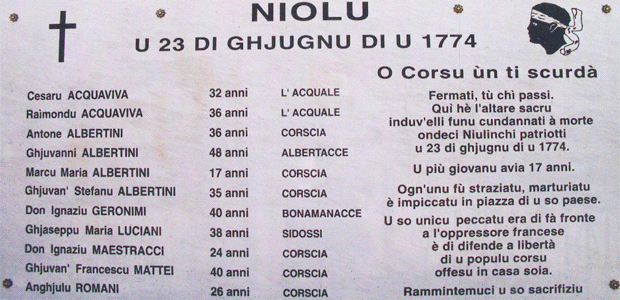 NIOLU
U 23 DI GHJUGNU DI U 1774
Cesaru ACQUAVIVA 32 anni L' ACQUALE
Raimondu ACQUAVIVA 36 anni L' ACQUALE
Antone ALBERTINI 36 anni CORSCIA
Ghjuvanni ALBERTINI 48 anni ALBERTACCE
Marcu Maria ALBERTINI 17 anni CORSCIA
Ghjuvan' Stefanu ALBERTINI 35 anni CORSCIA
Don Ignaziu GERONIMI 40 anni BONAMANACCE
Ghjaseppu Maria LUCIANI 38 anni SIDOSSI
Don Ignaziu MAESTRACCI 24 anni CORSCIA
Ghjuvan' Francescu MATTEI 40 anni CORSCIA
Anghjulu ROMANI 26 anni CORSCIA
O Corsu ùn ti scurdà
Fermati, tù chì passi.
Quì hè l'altare sacru
induv'elli funu cundannati à morte
ondeci Niulinchi patriotti
u 23 di ghjugnu di u 1774.
U più giovanu avia 17 anni.
Ogn'unu fù straziatu, marturiatu
è impiccatu in piazza di u so paese.
U so unicu peccatu era di fà fronte
a l'oppressore francese
è di difende a libertà
di u populu corsu
offesu in casa soia.
Rammintemuci u so sacrifiziu